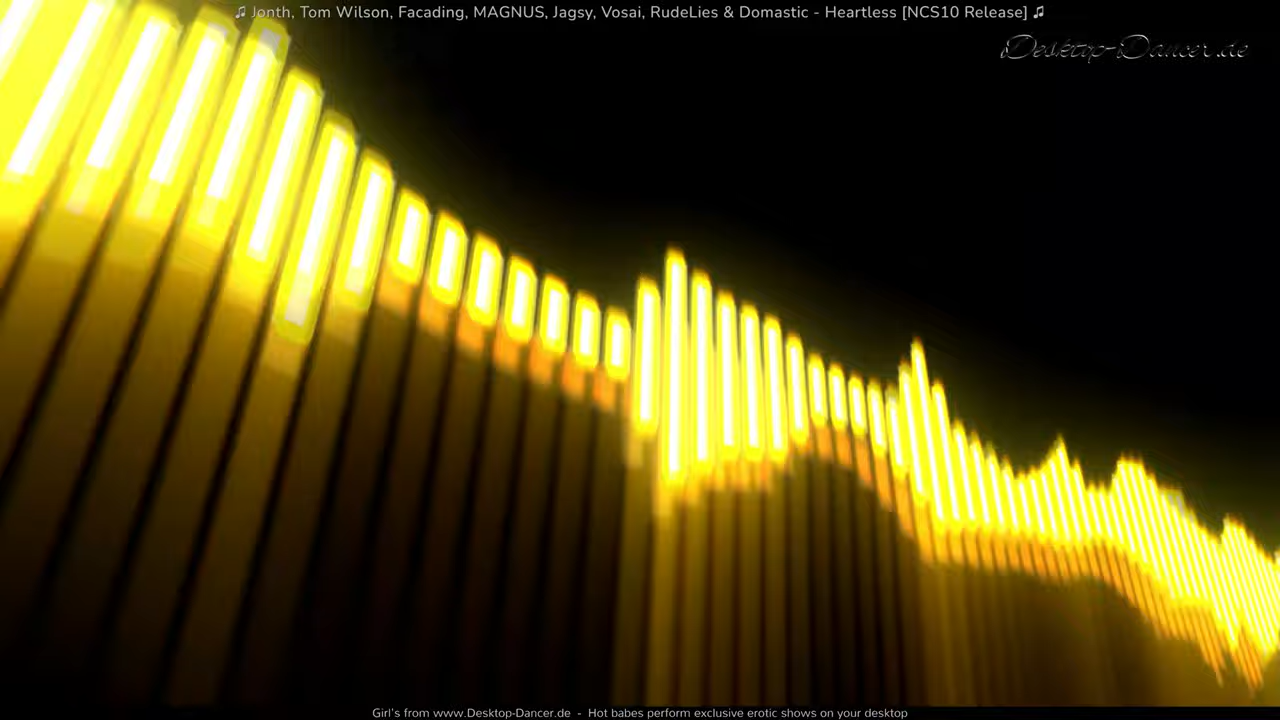 ♫ Jonth, Tom Wilson, Facading, MAGNUS, Jagsy, Vosai, RudeLies & Domastic - Heartless [NCS10 Release] ♫
Desktop-Dancer.de
Girl's from www.Desktop-Dancer.de - Hot babes perform exclusive erotic shows on your desktop